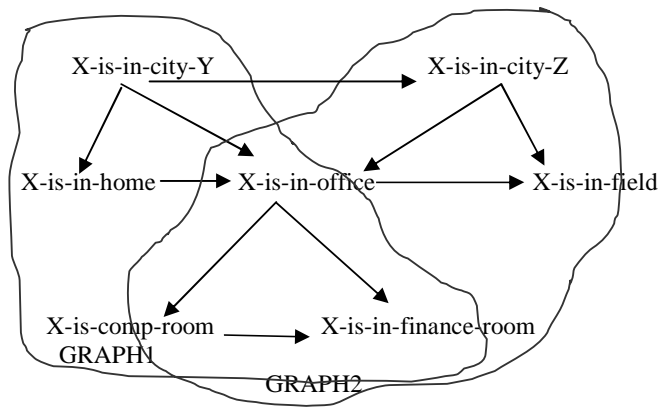 X-is-in-city-Y X-is-in-city-Z
X-is-in-home X-is-in-office X-is-in-field
X-is-comp-room X-is-in-finance-room
GRAPH1
GRAPH2